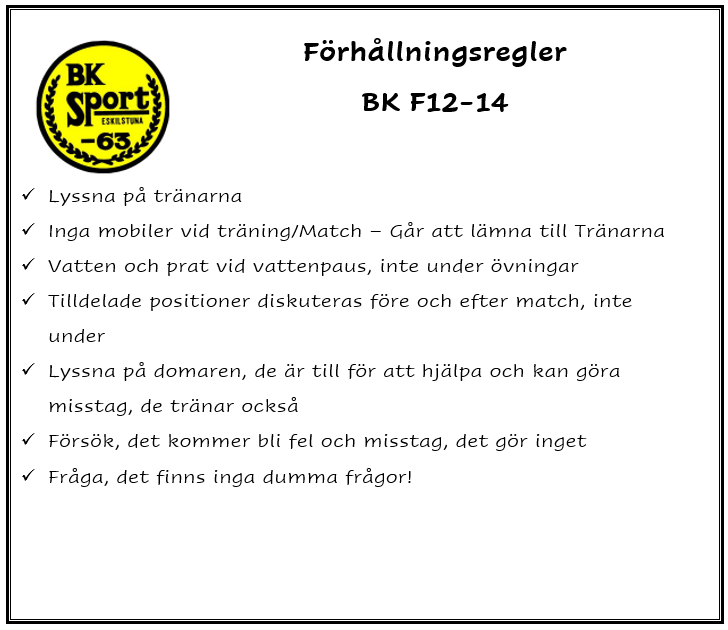 Förhållningsregler
BK F12-14
BK
Sport
ESKILSTUNA
-63
✓ Lyssna på tränarna
✓ Inga mobiler vid träning/Match – Går att lämna till Tränarna
✓ Vatten och prat vid vattenpaus, inte under övningar
✓ Tilldelade positioner diskuteras före och efter match, inte
under
✓ Lyssna på domaren, de är till för att hjälpa och kan göra
misstag, de tränar också
✓ Försök, det kommer bli fel och misstag, det gör inget
✓ Fråga, det finns inga dumma frågor!